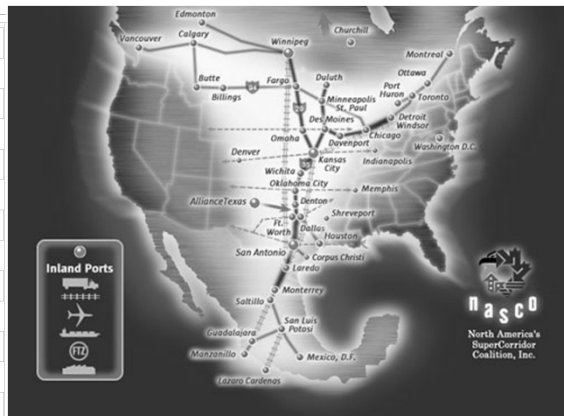 Edmonton
Churchill
Vancouver
Calgary
Winnipeg
Montreal
Ottawa
Butte
Fargo
Duluth
Port
Huron
Toronto
94
Billings
Minneapolis
St. Paul
29
Des Moines
Detroit
Windsor
Omaha
Davenport
Chicago
Washington D.C.
Denver
Kansas
City
Indianapolis
35
Wichita
Oklahoma City
Memphis
AllianceTexas
Denton
Shreveport
Ft.
Worth
Dallas
Houston
San Antonio
Corpus Christi
Laredo
Inland Ports
FTZ
Monterrey
Saltillo
San Luis
Potosi
Guadalajara
Manzanillo
Mexico, D.F.
Lazaro Cardenas
nasco
North America's
SuperCorridor
Coalition, Inc.